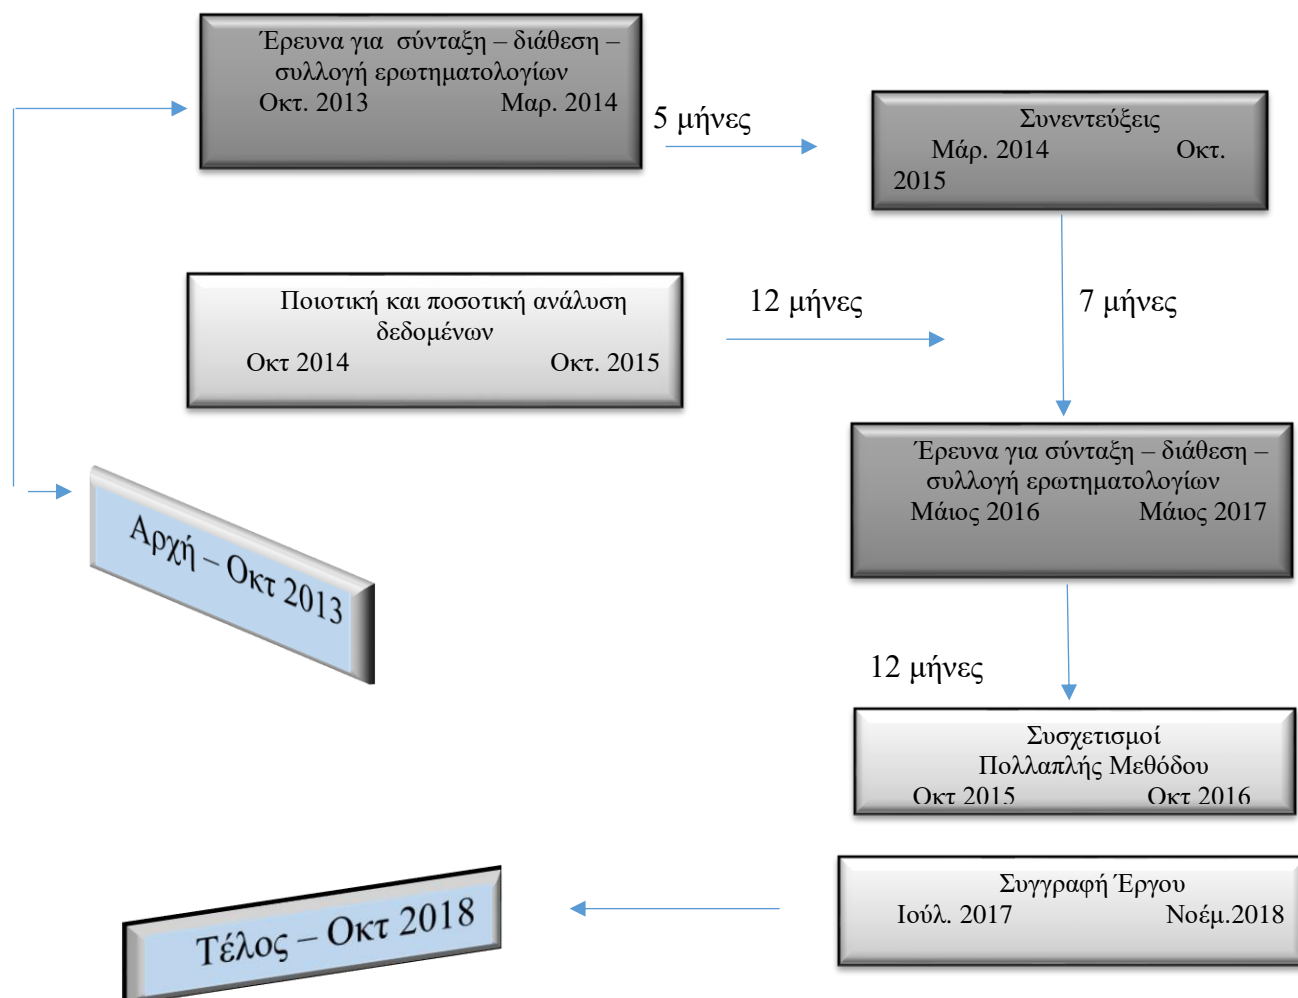 Έρευνα για σύνταξη – διάθεση –
συλλογή ερωτηματολογίων
Οκτ. 2013 Μαρ. 2014
5 μήνες
Συνεντεύξεις
Μάρ. 2014 Οκτ.
2015
Ποιοτική και ποσοτική ανάλυση
δεδομένων
Οκτ 2014 Οκτ. 2015
12 μήνες
7 μήνες
Έρευνα για σύνταξη – διάθεση –
συλλογή ερωτηματολογίων
Μάιος 2016 Μάιος 2017
Αρχή – Οκτ 2013
12 μήνες
Συσχετισμοί
Πολλαπλής Μεθόδου
Οκτ 2015 Οκτ 2016
Συγγραφή Έργου
Ιούλ. 2017 Νοέμ.2018
Τέλος – Οκτ 2018